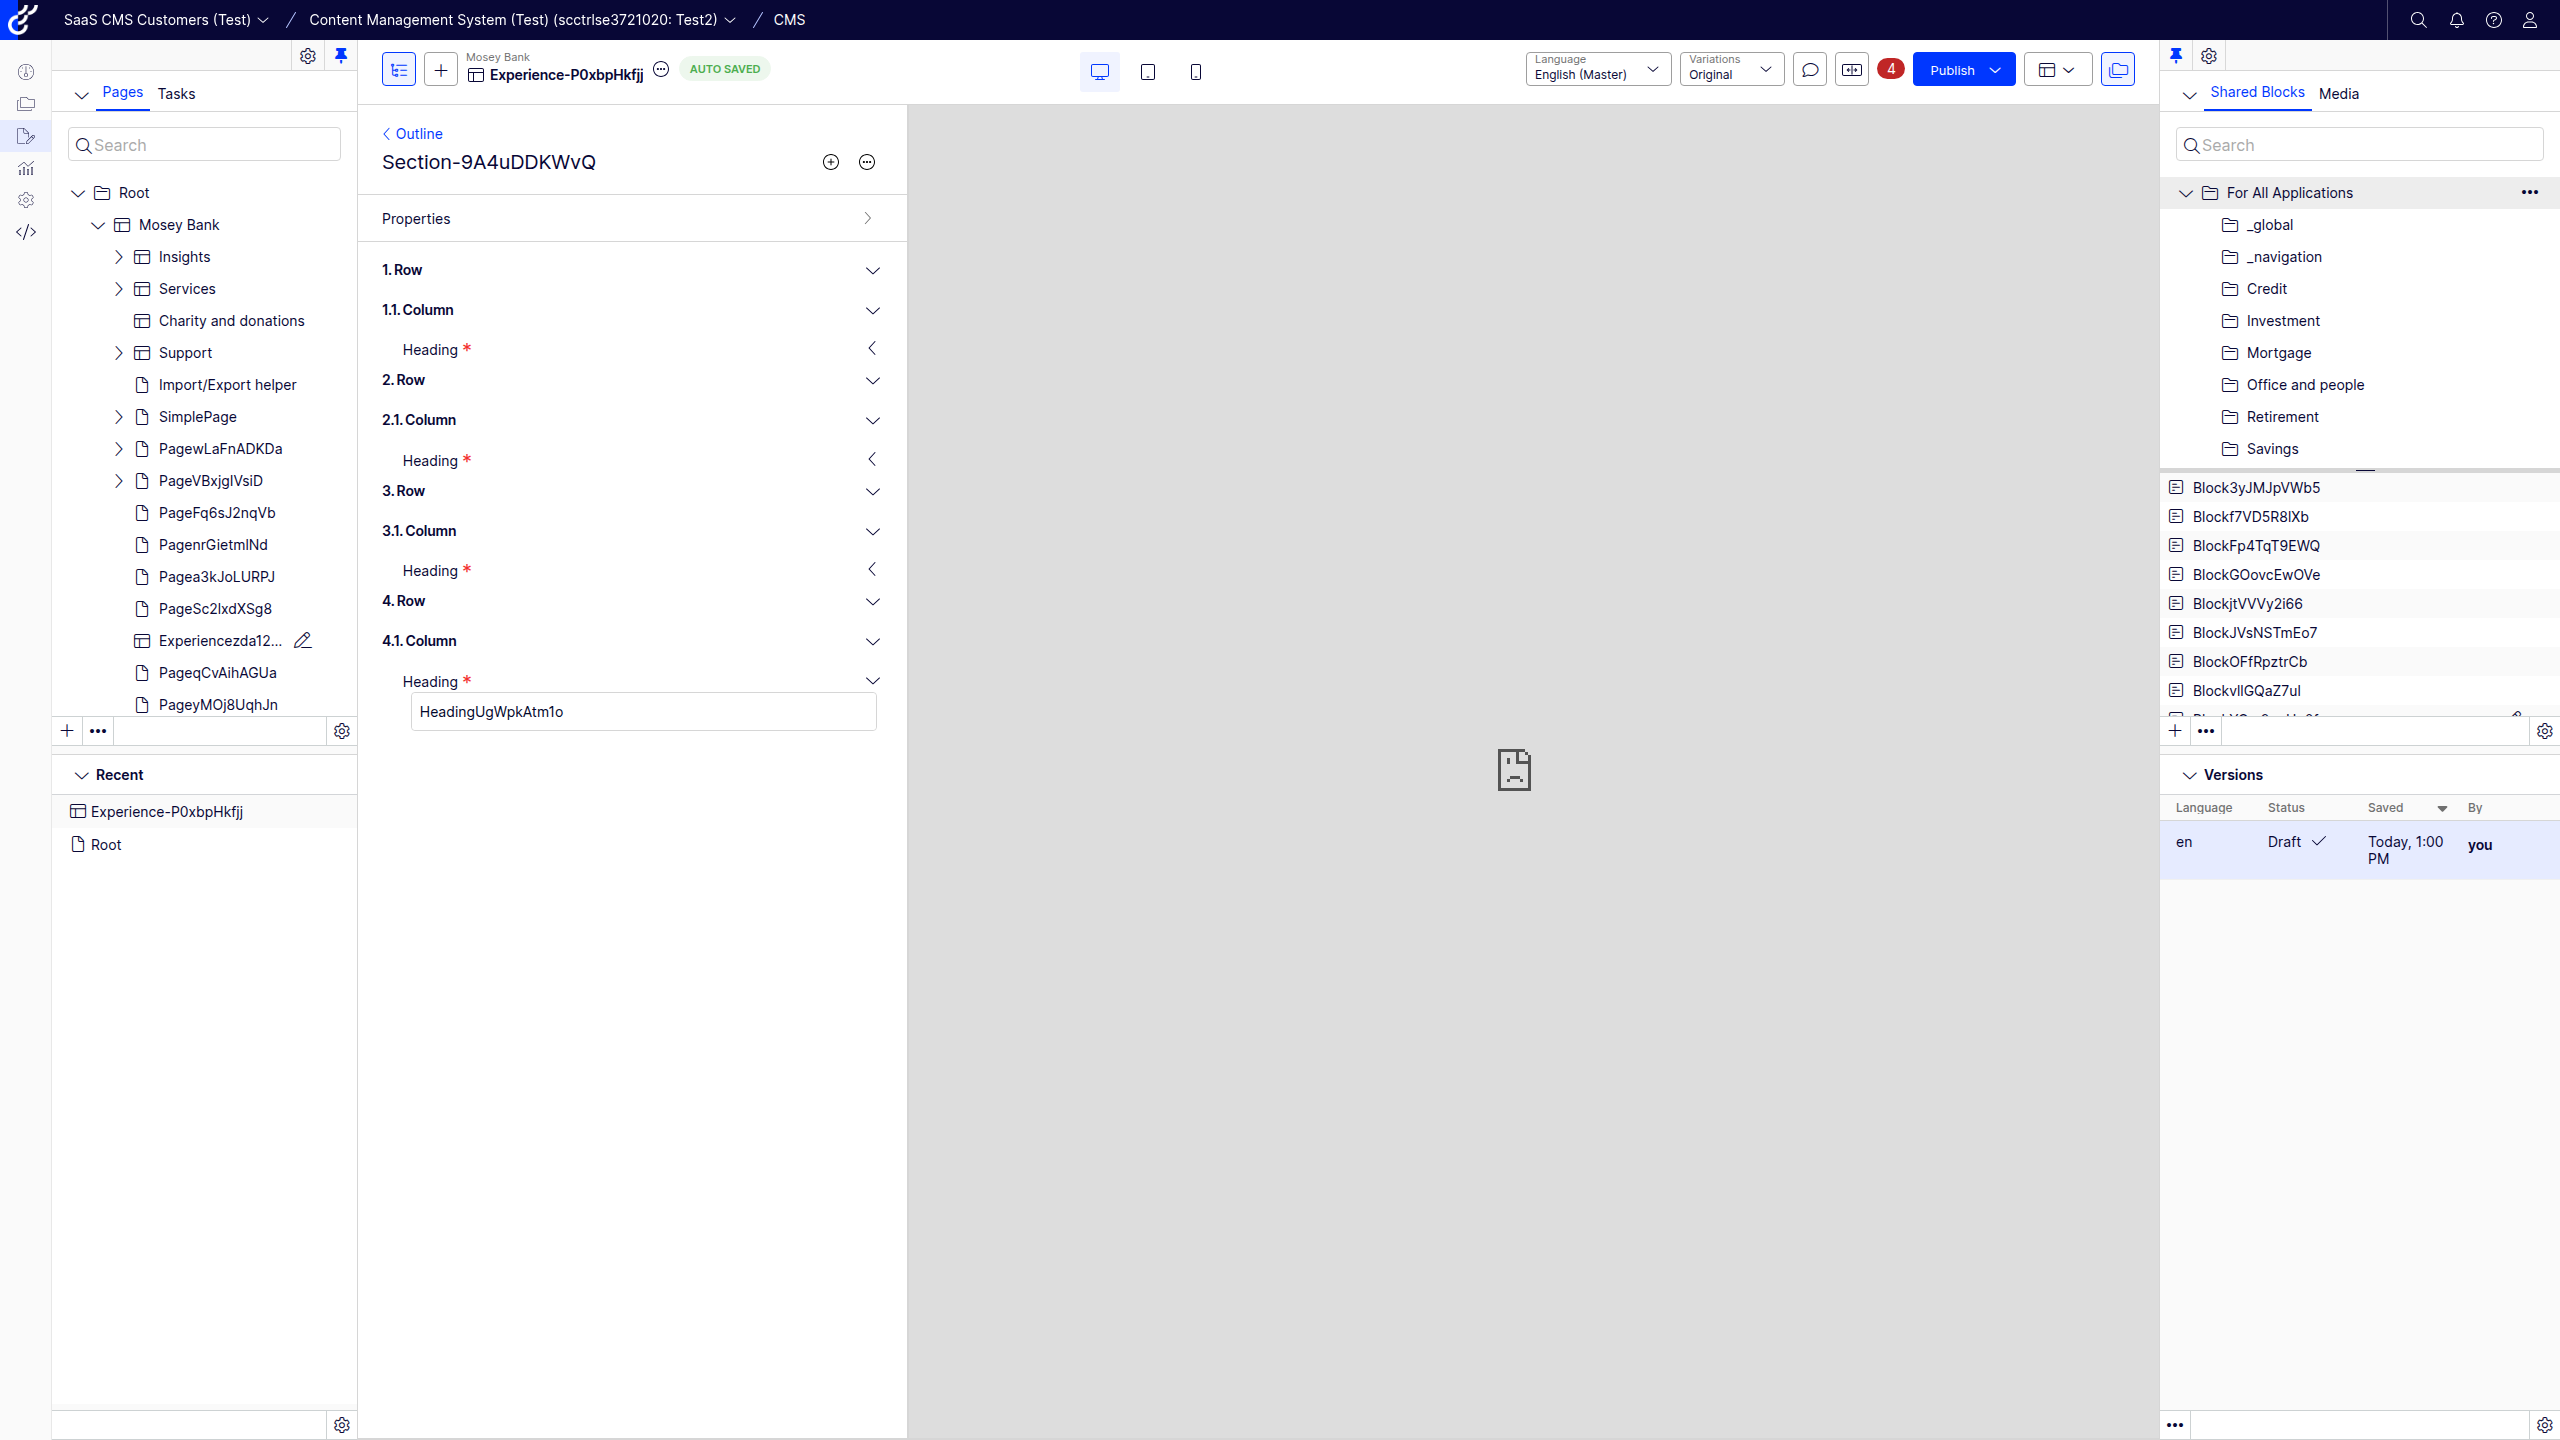 SaaS CMS Customers (Test) / Content Management System (Test) (scctrlse3721020: Test2) / CMS
Pages
Tasks
Search
Root
Mosey Bank
Insights
Services
Charity and donations
Support
Import/Export helper
SimplePage
PagewLaFnADKDa
PageVBxjglVsiD
PageFq6sJ2nqVb
PagenrGietmlNd
Pagea3kJoLURPJ
PageSc2lxdXSg8
Experiencezda12...
PageqCvAihAGUa
PageyMOj8UqhJn
Recent
Experience-P0xbpHkfjj
Root
Mosey Bank
Experience-P0xbpHkfjj
AUTO SAVED
Language
English (Master)
Variations
Original
4
Publish
Outline
Section-9A4uDDKWvQ
Properties
1. Row
1.1. Column
Heading *
2. Row
2.1. Column
Heading *
3. Row
3.1. Column
Heading *
4. Row
4.1. Column
Heading *
HeadingUgWpkAtm1o
Shared Blocks
Media
Search
For All Applications
_global
_navigation
Credit
Investment
Mortgage
Office and people
Retirement
Savings
Block3yJMJpVWb5
Blockf7VD5R8lXb
BlockFp4TqT9EWQ
BlockGOovcEwOVe
BlockjtVVVy2i66
BlockJVsNSTmEo7
BlockOFfRpztrCb
BlockvllGQaZ7ul
Versions
Language Status Saved By
en Draft Today, 1:00 PM you